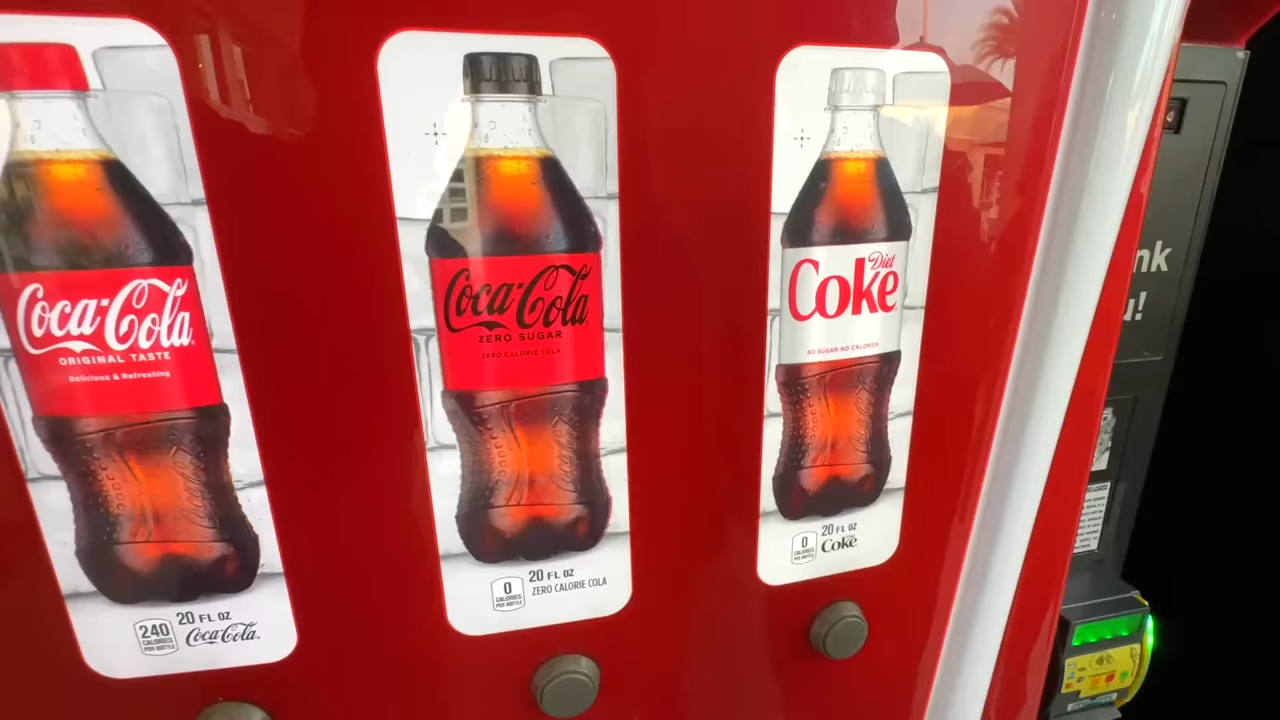 Coca-Cola
ORIGINAL TASTE
Delicious & Refreshing
240
CALORIES
PER BOTTLE
20 FL OZ
Coca-Cola
Coca-Cola
ZERO SUGAR
ZERO CALORIE COLA
0
CALORIES
PER BOTTLE
20 FL OZ
ZERO CALORIE COLA
Diet
Coke
NO SUGAR NO CALORIES
0
CALORIES
PER BOTTLE
20 FL OZ
Coke
nk
u!